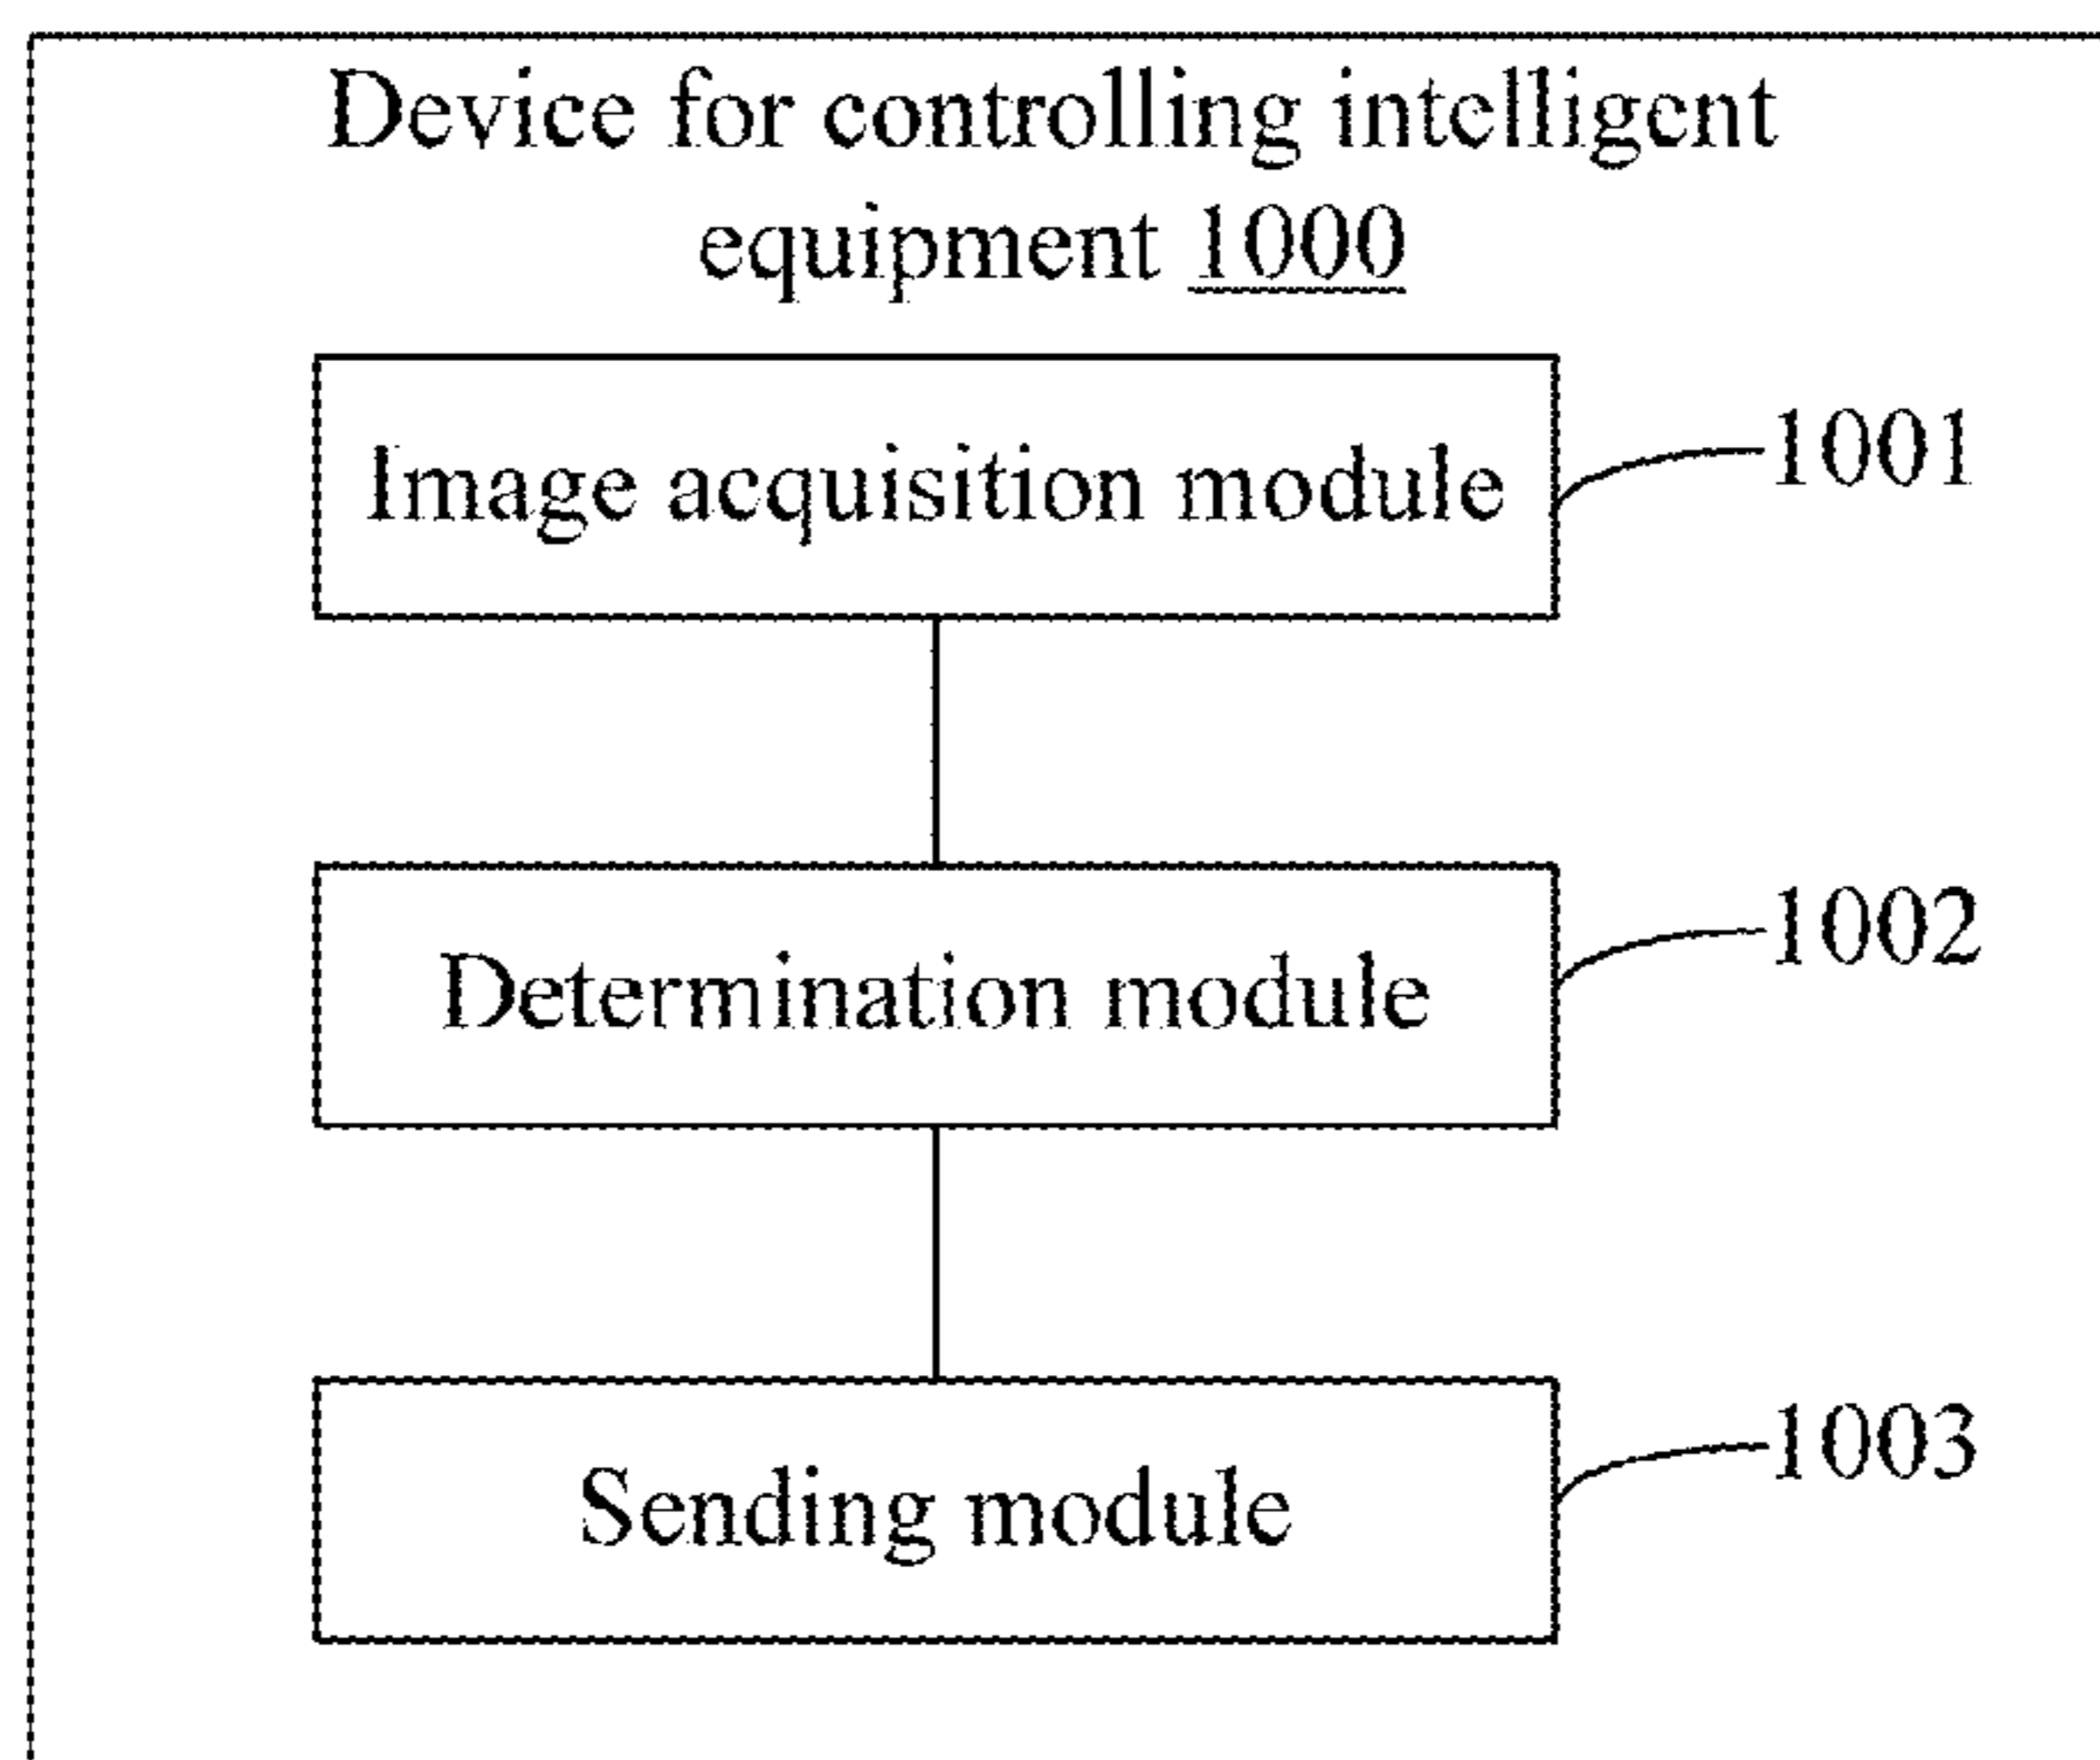 Device for controlling intelligent
equipment 1000
Image acquisition module
1001
Determination module
1002
Sending module
1003